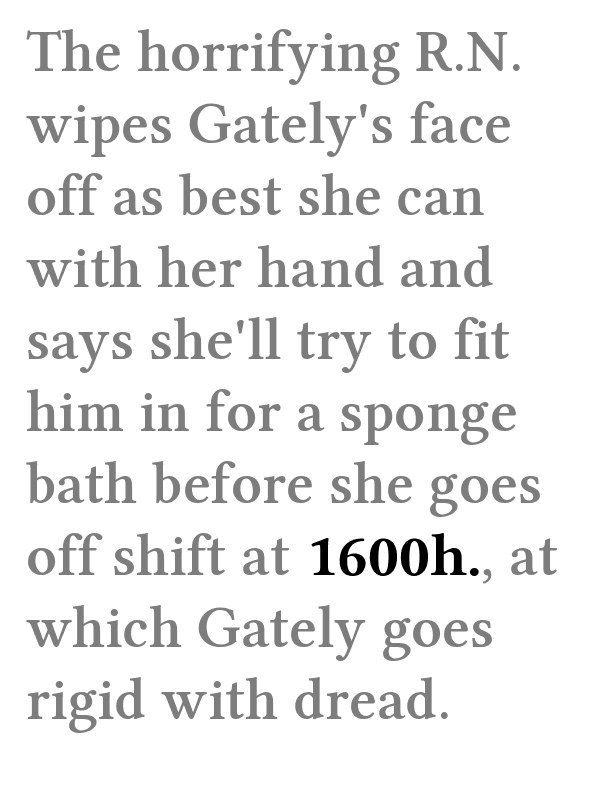 The horrifying R.N.
wipes Gately's face
off as best she can
with her hand and
says she'll try to fit
him in for a sponge
bath before she goes
off shift at 1600h., at
which Gately goes
rigid with dread.